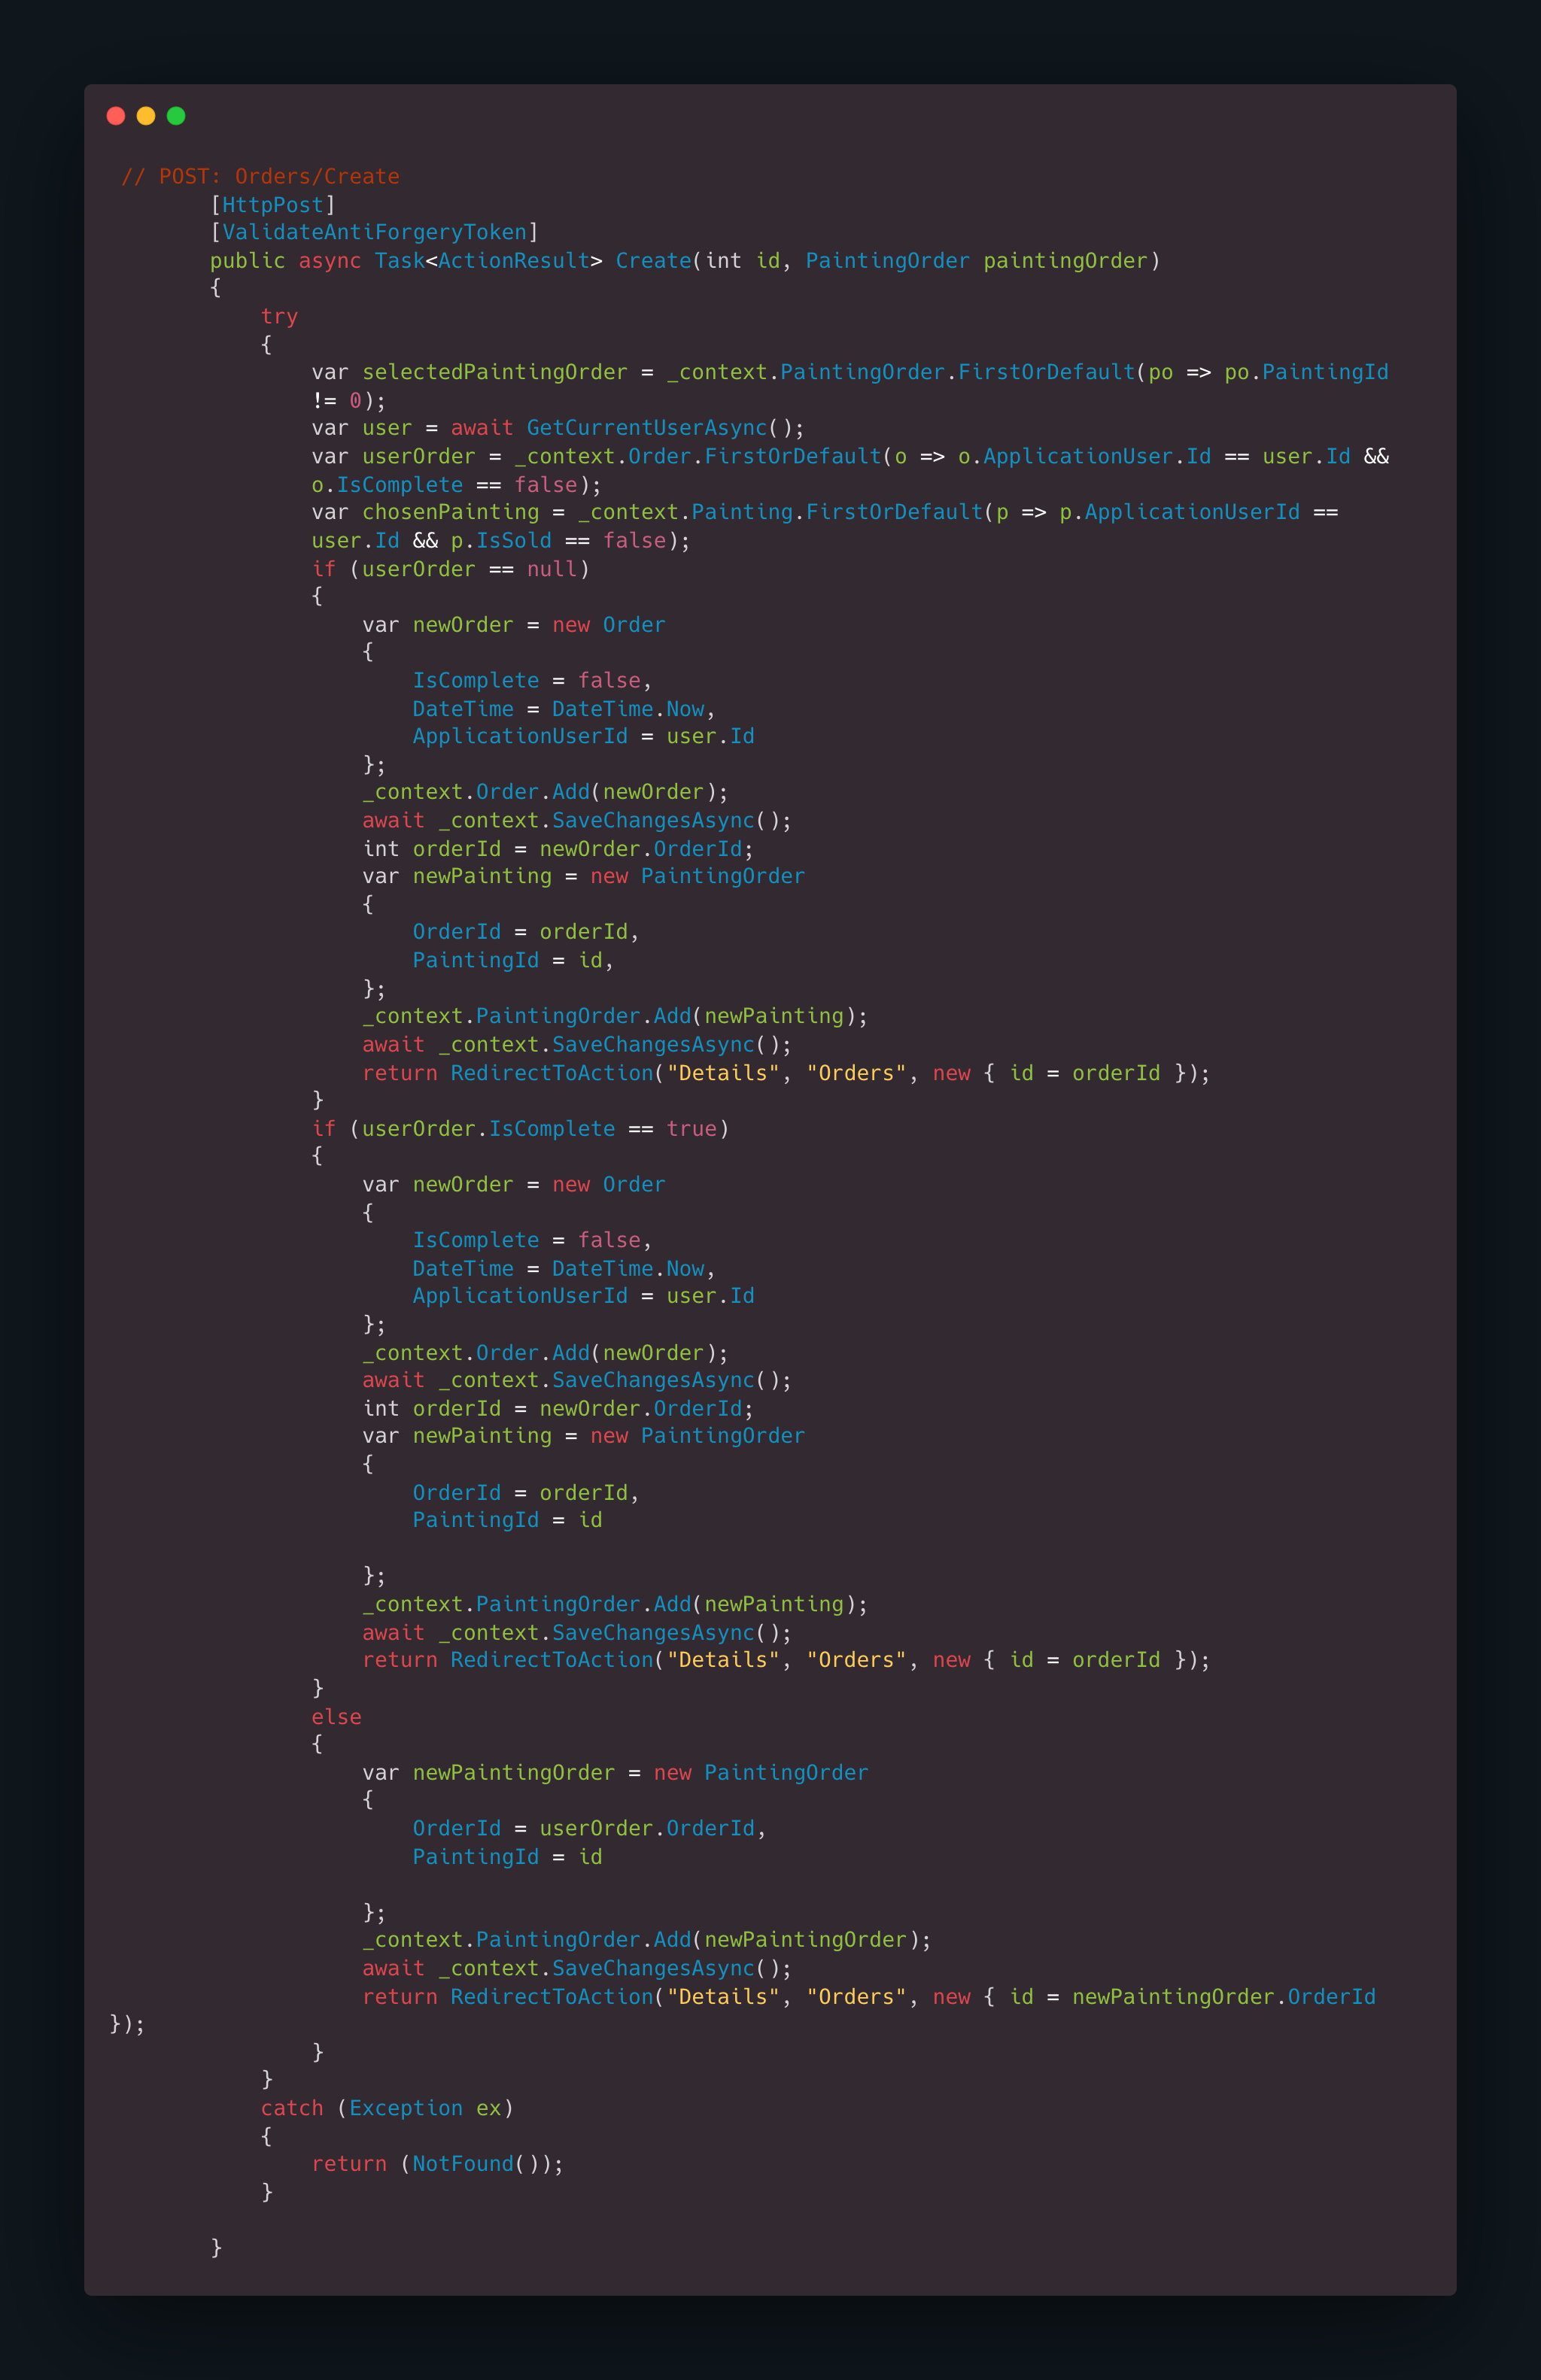 // POST: Orders/Create
[HttpPost]
[ValidateAntiForgeryToken]
public async Task<ActionResult> Create(int id, PaintingOrder paintingOrder)
{
try
{
var selectedPaintingOrder = _context.PaintingOrder.FirstOrDefault(po => po.PaintingId
!= 0);
var user = await GetCurrentUserAsync();
var userOrder = _context.Order.FirstOrDefault(o => o.ApplicationUser.Id == user.Id &&
o.IsComplete == false);
var chosenPainting = _context.Painting.FirstOrDefault(p => p.ApplicationUserId ==
user.Id && p.IsSold == false);
if (userOrder == null)
{
var newOrder = new Order
{
IsComplete = false,
DateTime = DateTime.Now,
ApplicationUserId = user.Id
};
_context.Order.Add(newOrder);
await _context.SaveChangesAsync();
int orderId = newOrder.OrderId;
var newPainting = new PaintingOrder
{
OrderId = orderId,
PaintingId = id,
};
_context.PaintingOrder.Add(newPainting);
await _context.SaveChangesAsync();
return RedirectToAction("Details", "Orders", new { id = orderId });
}
if (userOrder.IsComplete == true)
{
var newOrder = new Order
{
IsComplete = false,
DateTime = DateTime.Now,
ApplicationUserId = user.Id
};
_context.Order.Add(newOrder);
await _context.SaveChangesAsync();
int orderId = newOrder.OrderId;
var newPainting = new PaintingOrder
{
OrderId = orderId,
PaintingId = id
};
_context.PaintingOrder.Add(newPainting);
await _context.SaveChangesAsync();
return RedirectToAction("Details", "Orders", new { id = orderId });
}
else
{
var newPaintingOrder = new PaintingOrder
{
OrderId = userOrder.OrderId,
PaintingId = id
};
_context.PaintingOrder.Add(newPaintingOrder);
await _context.SaveChangesAsync();
return RedirectToAction("Details", "Orders", new { id = newPaintingOrder.OrderId
});
}
}
catch (Exception ex)
{
return (NotFound());
}
}